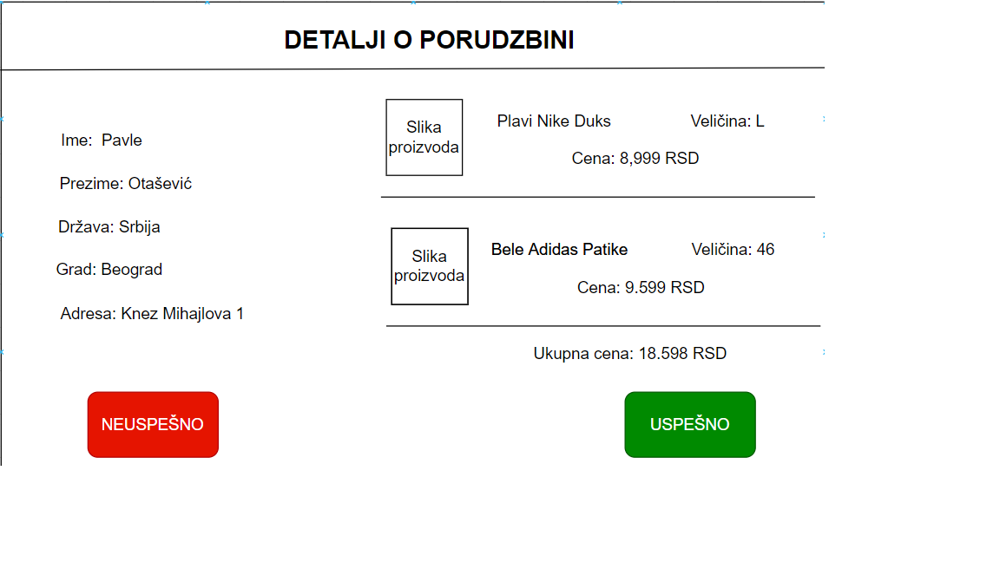 DETALJI O PORUDZBINI
Ime: Pavle
Prezime: Otašević
Država: Srbija
Grad: Beograd
Adresa: Knez Mihajlova 1
Slika
proizvoda
Plavi Nike Duks
Veličina: L
Cena: 8,999 RSD
Slika
proizvoda
Bele Adidas Patike
Veličina: 46
Cena: 9.599 RSD
Ukupna cena: 18.598 RSD
NEUSPEŠNO
USPEŠNO